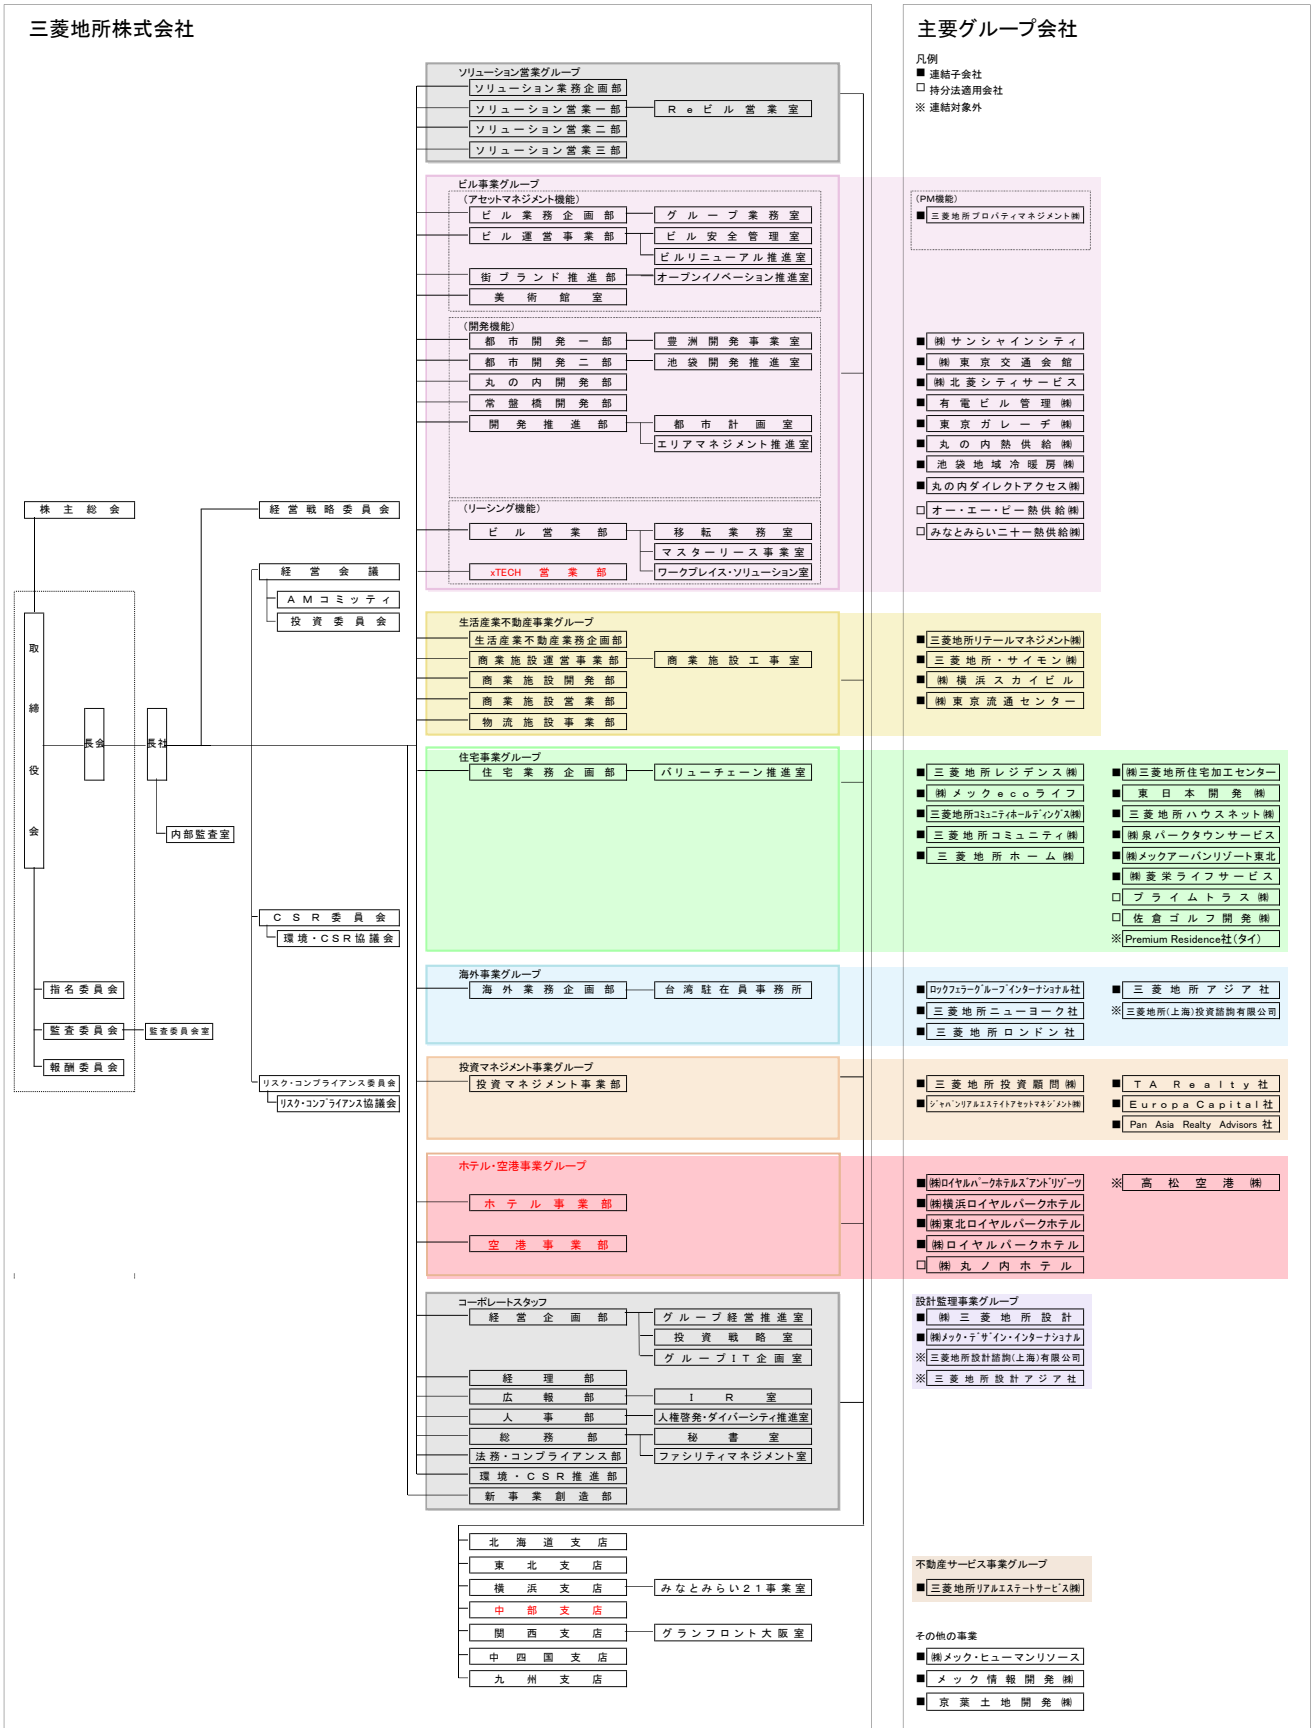 三菱地所株式会社
ソリューション営業グループ
ソリューション業務企画部
ソリューション営業一部
Reビル営業室
ソリューション営業二部
ソリューション営業三部
ビル事業グループ
(アセットマネジメント機能)
ビル業務企画部
グループ業務室
ビル運営事業部
ビル安全管理室
ビルリニューアル推進室
街ブランド推進部
オープンイノベーション推進室
美術館室
(開発機能)
都市開発一部
豊洲開発事業室
都市開発二部
池袋開発推進室
丸の内開発部
常盤橋開発部
開発推進部
都市計画室
エリアマネジメント推進室
(リーシング機能)
ビル営業部
移転業務室
マスターリース事業室
xTECH営業部
ワークプレイス・ソリューション室
株主総会
取締役会
会長
社長
内部監査室
指名委員会
監査委員会
監査委員会室
報酬委員会
経営戦略委員会
経営会議
AMコミッティ
投資委員会
CSR委員会
環境・CSR協議会
リスク・コンプライアンス委員会
リスク・コンプライアンス協議会
生活産業不動産事業グループ
生活産業不動産業務企画部
商業施設運営事業部
商業施設工事室
商業施設開発部
商業施設営業部
物流施設事業部
住宅事業グループ
住宅業務企画部
バリューチェーン推進室
海外事業グループ
海外業務企画部
台湾駐在員事務所
投資マネジメント事業グループ
投資マネジメント事業部
ホテル・空港事業グループ
ホテル事業部
空港事業部
コーポレートスタッフ
経営企画部
グループ経営推進室
投資戦略室
グループIT企画室
経理部
広報部
IR室
人事部
人権啓発・ダイバーシティ推進室
総務部
秘書室
法務・コンプライアンス部
ファシリティマネジメント室
環境・CSR推進部
新事業創造部
北海道支店
東北支店
横浜支店
みなとみらい21事業室
中部支店
関西支店
グランフロント大阪室
中四国支店
九州支店
主要グループ会社
凡例
■ 連結子会社
□ 持分法適用会社
※ 連結対象外
(PM機能)
■三菱地所プロパティマネジメント㈱
■㈱サンシャインシティ
■㈱東京交通会館
■㈱北菱シティサービス
■有電ビル管理㈱
■東京ガレーヂ㈱
■丸の内熱供給㈱
■池袋地域冷暖房㈱
■丸の内ダイレクトアクセス㈱
□オー・エー・ピー熱供給㈱
□みなとみらい二十一熱供給㈱
■三菱地所リテールマネジメント㈱
■三菱地所・サイモン㈱
■㈱横浜スカイビル
■㈱東京流通センター
■三菱地所レジデンス㈱
■㈱三菱地所住宅加工センター
■㈱メックecoライフ
■東日本開発㈱
■三菱地所コミュニティホールディングス㈱
■三菱地所ハウスネット㈱
■三菱地所コミュニティ㈱
■㈱泉パークタウンサービス
■三菱地所ホーム㈱
■㈱メックアーバンリゾート東北
■㈱菱栄ライフサービス
□プライムトラス㈱
□佐倉ゴルフ開発㈱
※Premium Residence社(タイ)
■ロックフェラーグループインターナショナル社
■三菱地所アジア社
■三菱地所ニューヨーク社
※三菱地所(上海)投資諮詢有限公司
■三菱地所ロンドン社
■三菱地所投資顧問㈱
■TA Realty社
■ジャパンリアルエステイトアセットマネジメント㈱
■Europa Capital社
■Pan Asia Realty Advisors 社
■㈱ロイヤルパークホテルズアンドリゾーツ
※高松空港㈱
■㈱横浜ロイヤルパークホテル
■㈱東北ロイヤルパークホテル
■㈱ロイヤルパークホテル
□㈱丸ノ内ホテル
設計監理事業グループ
■㈱三菱地所設計
■㈱メック・デザイン・インターナショナル
※三菱地所設計諮詢(上海)有限公司
※三菱地所設計アジア社
不動産サービス事業グループ
■三菱地所リアルエステートサービス㈱
その他の事業
■㈱メック・ヒューマンリソース
■メック情報開発㈱
■京葉土地開発㈱